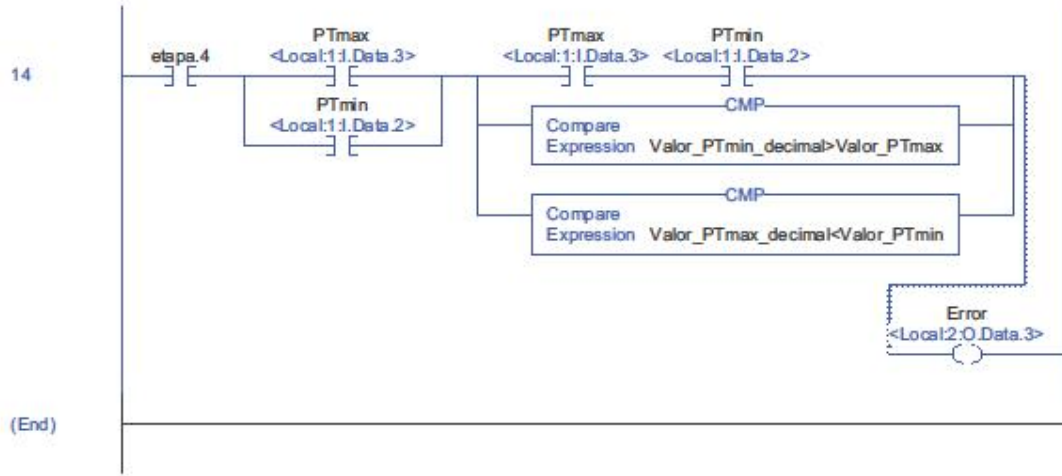 PTmax PTmax PTmin
etapa.4 <Local:1:I.Data.3> <Local:1:I.Data.3> <Local:1:I.Data.2>
14
PTmin
<Local:1:I.Data.2>
CMP
Compare
Expression Valor_PTmin_decimal>Valor_PTmax
CMP
Compare
Expression Valor_PTmax_decimal<Valor_PTmin
Error
<Local:2:O.Data.3>
(End)